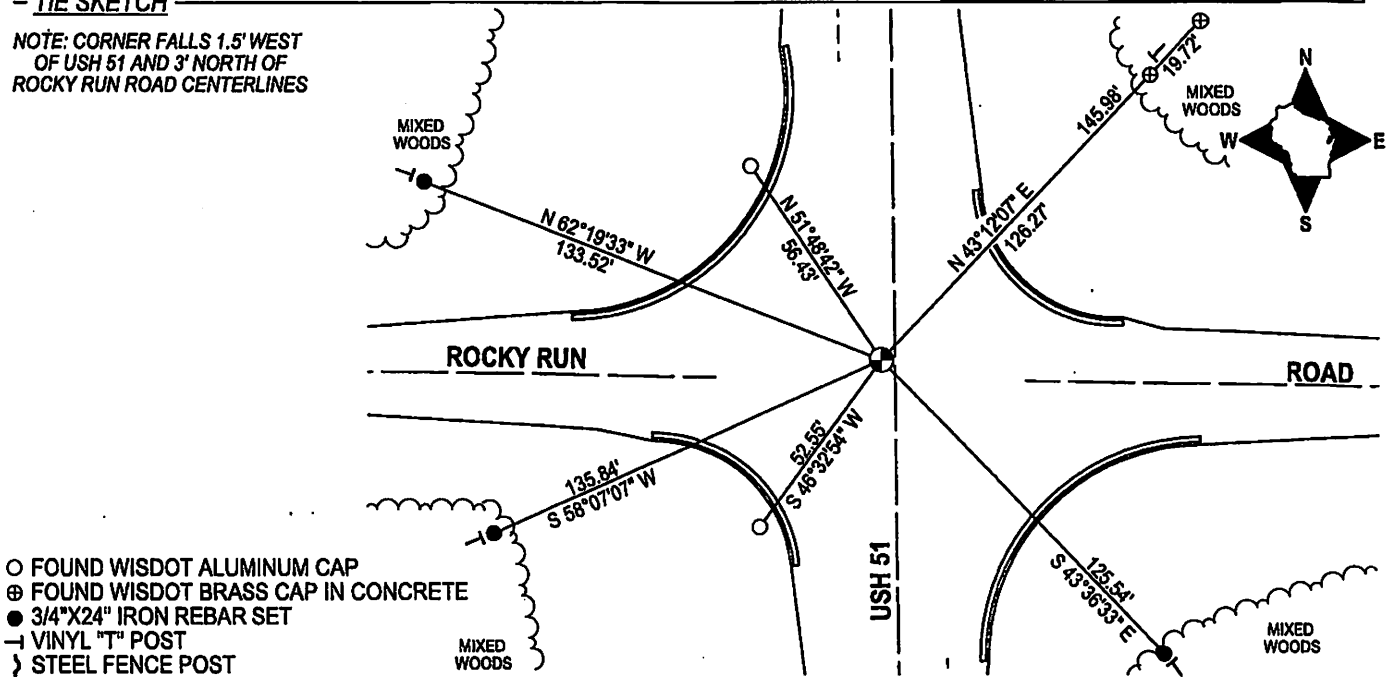 TIE SKETCH
NOTE: CORNER FALLS 1.5' WEST
OF USH 51 AND 3' NORTH OF
ROCKY RUN ROAD CENTERLINES
MIXED
WOODS
N 62°19'33" W
133.52'
N 51°48'42" W
56.43'
145.98'
19.72'
MIXED
WOODS
N 43°12'07" E
126.27'
N
W
E
S
ROCKY RUN
ROAD
135.84'
S 58°07'07" W
52.55'
S 46°32'54" W
USH 51
125.54'
S 43°36'33" E
MIXED
WOODS
MIXED
WOODS
FOUND WISDOT ALUMINUM CAP
FOUND WISDOT BRASS CAP IN CONCRETE
3/4"X24" IRON REBAR SET
VINYL "T" POST
STEEL FENCE POST